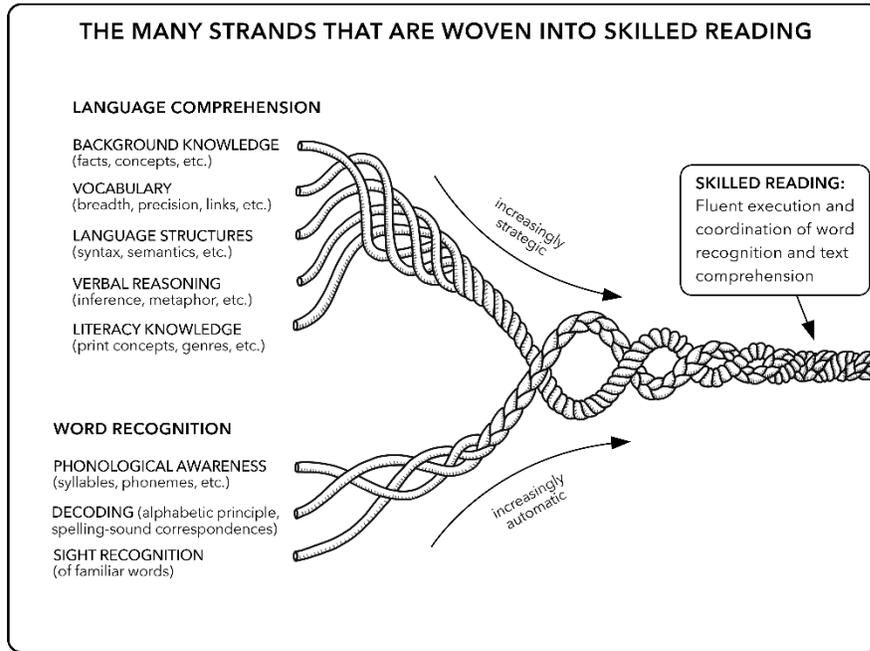 THE MANY STRANDS THAT ARE WOVEN INTO SKILLED READING
LANGUAGE COMPREHENSION
BACKGROUND KNOWLEDGE
(facts, concepts, etc.)
VOCABULARY
(breadth, precision, links, etc.)
LANGUAGE STRUCTURES
(syntax, semantics, etc.)
VERBAL REASONING
(inference, metaphor, etc.)
LITERACY KNOWLEDGE
(print concepts, genres, etc.)
increasingly
strategic
SKILLED READING:
Fluent execution and
coordination of word
recognition and text
comprehension
WORD RECOGNITION
PHONOLOGICAL AWARENESS
(syllables, phonemes, etc.)
DECODING (alphabetic principle,
spelling-sound correspondences)
SIGHT RECOGNITION
(of familiar words)
increasingly
automatic